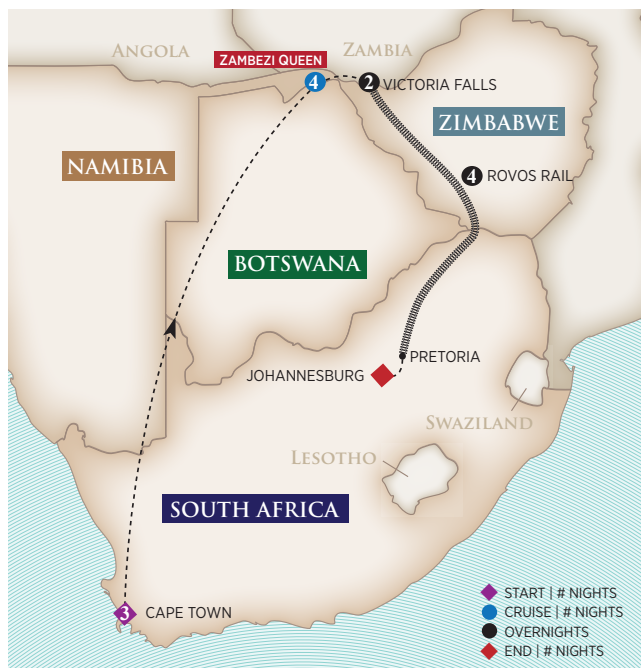 ANGOLA
ZAMBIA
ZAMBEZI QUEEN
4
2
VICTORIA FALLS
ZIMBABWE
NAMIBIA
4
ROVOS RAIL
BOTSWANA
PRETORIA
JOHANNESBURG
SWAZILAND
LESOTHO
SOUTH AFRICA
3
CAPE TOWN
START | # NIGHTS
CRUISE | # NIGHTS
OVERNIGHTS
END | # NIGHTS